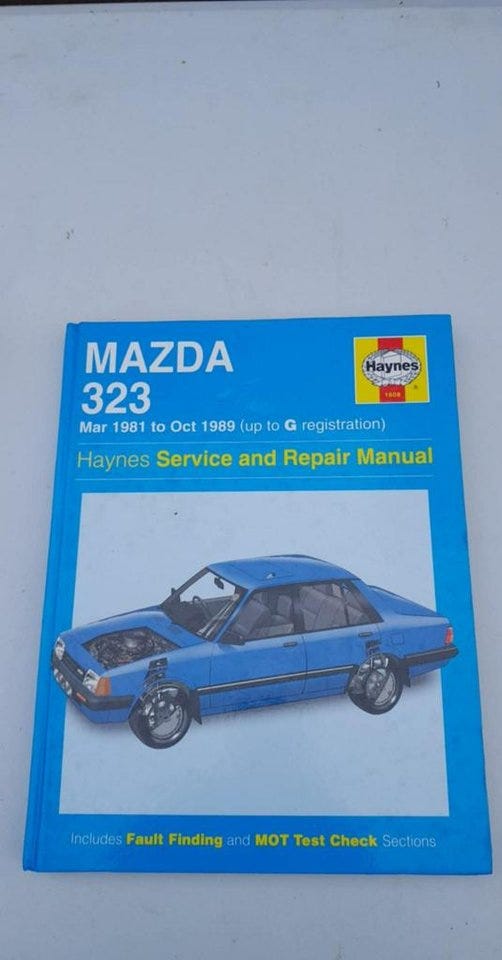 MAZDA
323
Haynes
1608
Mar 1981 to Oct 1989 (up to G registration)
Haynes Service and Repair Manual
Includes Fault Finding and MOT Test Check Sections